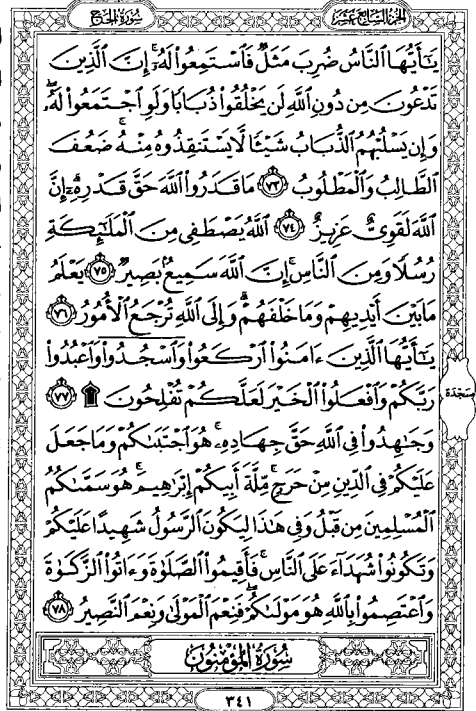 الجزء السابع عشر
سورة الحج
يَـٰٓأَيُّهَا ٱلنَّاسُ ضُرِبَ مَثَلٌ فَٱسْتَمِعُوا۟ لَهُۥٓ ۚ إِنَّ ٱلَّذِينَ
تَدْعُونَ مِن دُونِ ٱللَّهِ لَن يَخْلُقُوا۟ ذُبَابًا وَلَوِ ٱجْتَمَعُوا۟ لَهُۥ ۖ
وَإِن يَسْلُبْهُمُ ٱلذُّبَابُ شَيْـًٔا لَّا يَسْتَنقِذُوهُ مِنْهُ ۚ ضَعُفَ
ٱلطَّالِبُ وَٱلْمَطْلُوبُ ٧٣ مَا قَدَرُوا۟ ٱللَّهَ حَقَّ قَدْرِهِۦٓ ۗ إِنَّ
ٱللَّهَ لَقَوِىٌّ عَزِيزٌ ٧٤ ٱللَّهُ يَصْطَفِى مِنَ ٱلْمَلَـٰٓئِكَةِ
رُسُلًا وَمِنَ ٱلنَّاسِ ۚ إِنَّ ٱللَّهَ سَمِيعٌۢ بَصِيرٌ ٧٥ يَعْلَمُ
مَا بَيْنَ أَيْدِيهِمْ وَمَا خَلْفَهُمْ ۗ وَإِلَى ٱللَّهِ تُرْجَعُ ٱلْأُمُورُ ٧٦
يَـٰٓأَيُّهَا ٱلَّذِينَ ءَامَنُوا۟ ٱرْكَعُوا۟ وَٱسْجُدُوا۟ وَٱعْبُدُوا۟
رَبَّكُمْ وَٱفْعَلُوا۟ ٱلْخَيْرَ لَعَلَّكُمْ تُفْلِحُونَ ۩ ٧٧
سجدة
وَجَـٰهِدُوا۟ فِى ٱللَّهِ حَقَّ جِهَادِهِۦ ۚ هُوَ ٱجْتَبَىٰكُمْ وَمَا جَعَلَ
عَلَيْكُمْ فِى ٱلدِّينِ مِنْ حَرَجٍ ۚ مِّلَّةَ أَبِيكُمْ إِبْرَٰهِيمَ ۚ هُوَ سَمَّىٰكُمُ
ٱلْمُسْلِمِينَ مِن قَبْلُ وَفِى هَـٰذَا لِيَكُونَ ٱلرَّسُولُ شَهِيدًا عَلَيْكُمْ
وَتَكُونُوا۟ شُهَدَآءَ عَلَى ٱلنَّاسِ ۚ فَأَقِيمُوا۟ ٱلصَّلَوٰةَ وَءَاتُوا۟ ٱلزَّكَوٰةَ
وَٱعْتَصِمُوا۟ بِٱللَّهِ هُوَ مَوْلَىٰكُمْ ۖ فَنِعْمَ ٱلْمَوْلَىٰ وَنِعْمَ ٱلنَّصِيرُ ٧٨
سورة المؤمنون
٣٤١